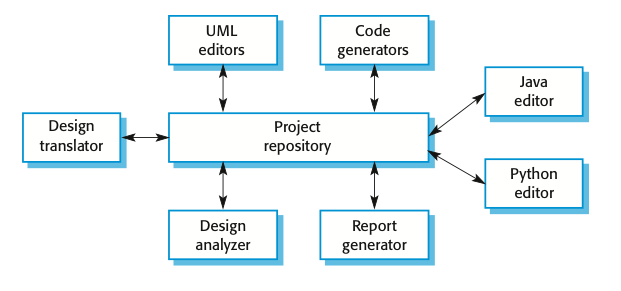 UML
editors
Code
generators
Java
editor
Design
translator
Project
repository
Python
editor
Design
analyzer
Report
generator